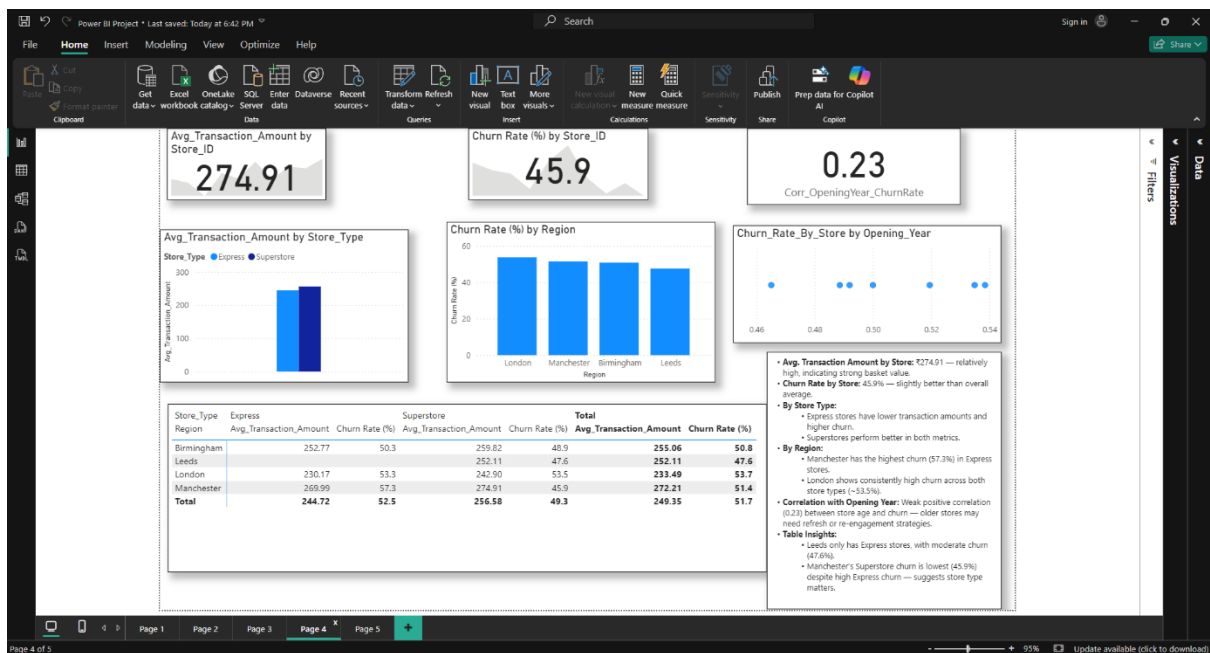 Power BI Project • Last saved: Today at 6:42 PM
Search
Sign in
File Home Insert Modeling View Optimize Help
Share
Paste
Cut
Copy
Format painter
Clipboard
Get data
Excel workbook
OneLake catalog
SQL Server
Enter data
Dataverse
Recent sources
Data
Transform data
Refresh
Queries
New visual
Text box
More visuals
Insert
New visual calculation
New measure
Quick measure
Calculations
Sensitivity
Sensitivity
Publish
Share
Prep data for AI
Copilot
Copilot
Filters
Visualizations
Data
Avg_Transaction_Amount by
Store_ID
274.91
Churn Rate (%) by Store_ID
45.9
0.23
Corr_OpeningYear_ChurnRate
Avg_Transaction_Amount by Store_Type
Store_Type Express Superstore
Avg_Transaction_Amount
300
200
100
0
Churn Rate (%) by Region
Churn Rate (%)
60
40
20
0
London Manchester Birmingham Leeds
Region
Churn_Rate_By_Store by Opening_Year
0.46 0.48 0.50 0.52 0.54
Store_Type Express Superstore Total
Region Avg_Transaction_Amount Churn Rate (%) Avg_Transaction_Amount Churn Rate (%) Avg_Transaction_Amount Churn Rate (%)
Birmingham 252.77 50.3 259.82 48.9 255.06 50.8
Leeds 252.11 47.6 252.11 47.6
London 230.17 53.3 242.90 53.5 233.49 53.7
Manchester 269.99 57.3 274.91 45.9 272.21 51.4
Total 244.72 52.5 256.58 49.3 249.35 51.7
• Avg. Transaction Amount by Store: ₹274.91 — relatively
high, indicating strong basket value.
• Churn Rate by Store: 45.9% — slightly better than overall
average.
• By Store Type:
• Express stores have lower transaction amounts and
higher churn.
• Superstores perform better in both metrics.
• By Region:
• Manchester has the highest churn (57.3%) in Express
stores.
• London shows consistently high churn across both
store types (~53.5%).
• Correlation with Opening Year: Weak positive correlation
(0.23) between store age and churn — older stores may
need refresh or re-engagement strategies.
• Table Insights:
• Leeds only has Express stores, with moderate churn
(47.6%).
• Manchester's Superstore churn is lowest (45.9%)
despite high Express churn — suggests store type
matters.
Page 1 Page 2 Page 3 Page 4 Page 5
Page 4 of 5
95%
Update available (click to download)